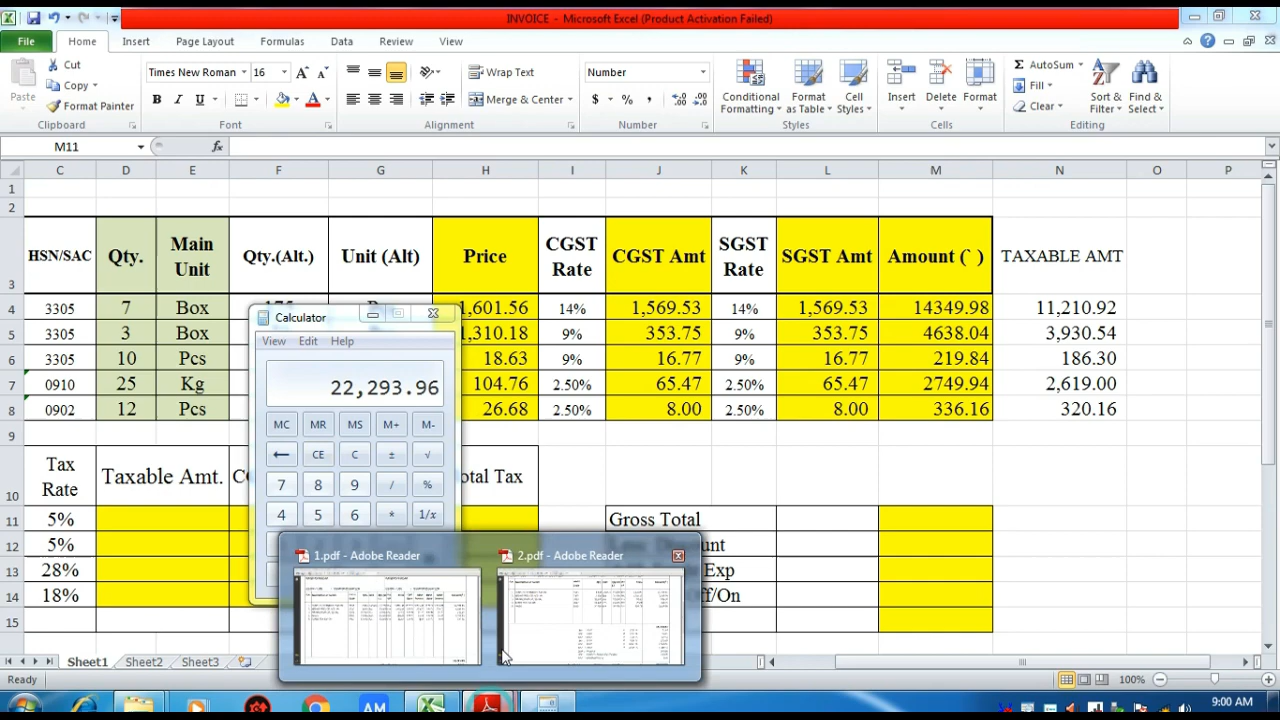 INVOICE - Microsoft Excel (Product Activation Failed)
File Home Insert Page Layout Formulas Data Review View
Cut
Copy
Format Painter
Paste
Clipboard
Times New Roman 16
B I U
Font
Wrap Text
Merge & Center
Alignment
Number
$ % ,
Number
Conditional Formatting
Format as Table
Cell Styles
Styles
Insert Delete Format
Cells
Σ AutoSum
Fill
Clear
Sort & Filter
Find & Select
Editing
M11 fx
C D E F G H I J K L M N O P
1
2
3 HSN/SAC Qty. Main Unit Qty.(Alt.) Unit (Alt) Price CGST Rate CGST Amt SGST Rate SGST Amt Amount (` ) TAXABLE AMT
4 3305 7 Box 1,601.56 14% 1,569.53 14% 1,569.53 14349.98 11,210.92
5 3305 3 Box 1,310.18 9% 353.75 9% 353.75 4638.04 3,930.54
6 3305 10 Pcs 18.63 9% 16.77 9% 16.77 219.84 186.30
7 0910 25 Kg 104.76 2.50% 65.47 2.50% 65.47 2749.94 2,619.00
8 0902 12 Pcs 26.68 2.50% 8.00 2.50% 8.00 336.16 320.16
9
10 Tax Rate Taxable Amt. otal Tax
11 5% Gross Total
12 5%
13 28% Exp
14 18% ff/On
15
Calculator
View Edit Help
22,293.96
MC MR MS M+ M-
← CE C ± √
7 8 9 / %
4 5 6 * 1/x
1.pdf - Adobe Reader
2.pdf - Adobe Reader
Sheet1 Sheet2 Sheet3
Ready
100%
AM
9:00 AM